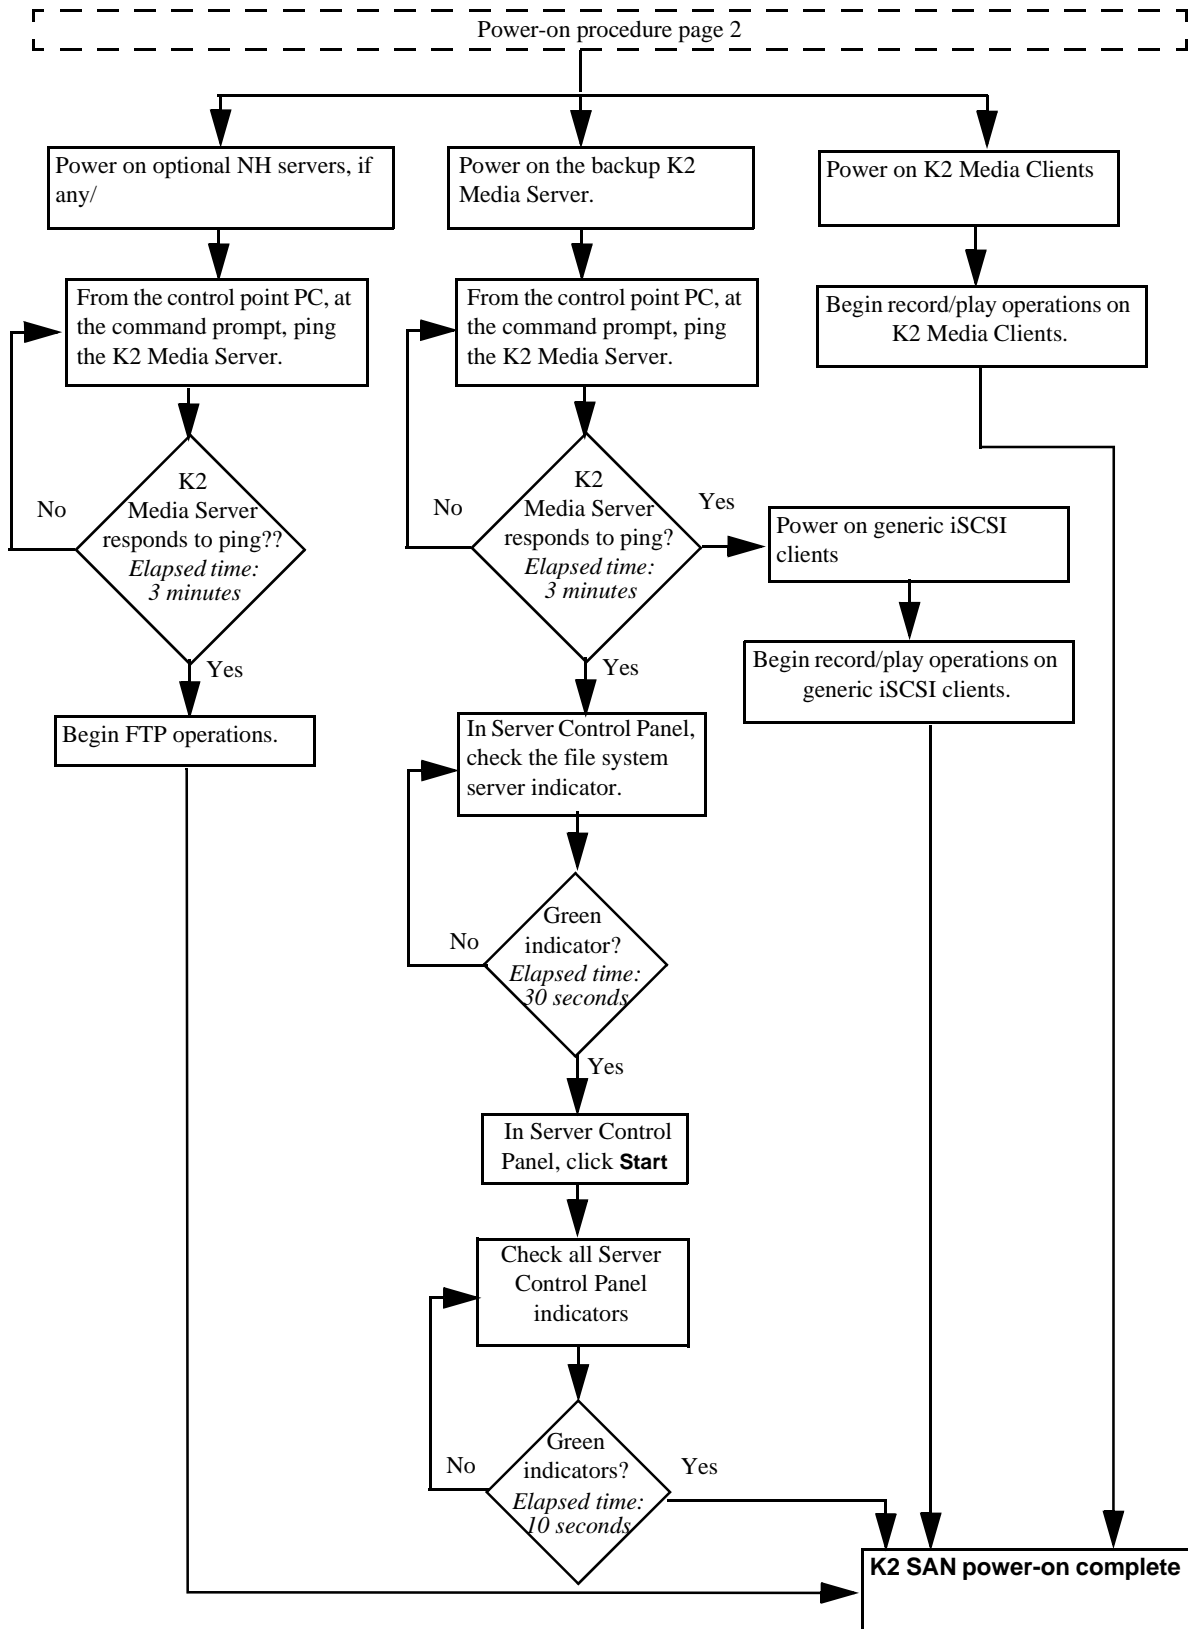 Power-on procedure page 2
Power on optional NH servers, if
any/
From the control point PC, at
the command prompt, ping
the K2 Media Server.
K2
Media Server
responds to ping??
Elapsed time:
3 minutes
No
Yes
Begin FTP operations.
Power on the backup K2
Media Server.
From the control point PC, at
the command prompt, ping
the K2 Media Server.
K2
Media Server
responds to ping?
Elapsed time:
3 minutes
No
Yes
Yes
Power on generic iSCSI
clients
Begin record/play operations on
generic iSCSI clients.
In Server Control Panel,
check the file system
server indicator.
Green
indicator?
Elapsed time:
30 seconds
No
Yes
In Server Control
Panel, click Start
Check all Server
Control Panel
indicators
Green
indicators?
Elapsed time:
10 seconds
No
Yes
Power on K2 Media Clients
Begin record/play operations on
K2 Media Clients.
K2 SAN power-on complete